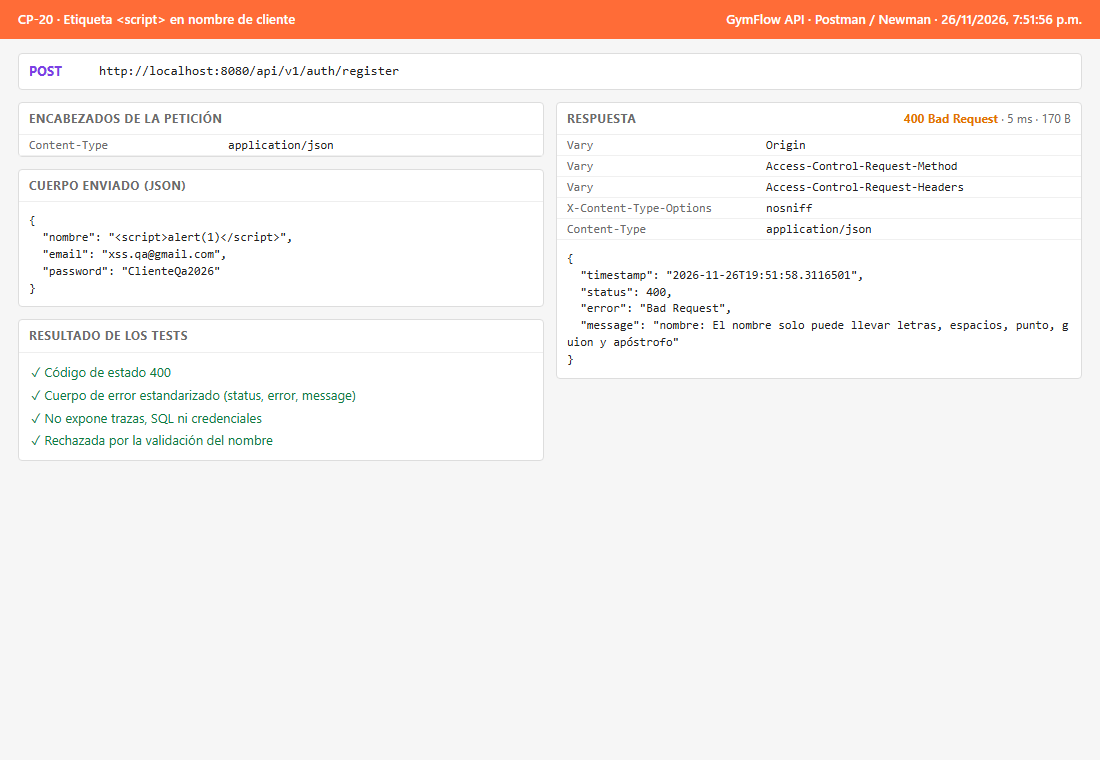 CP-20 · Etiqueta <script> en nombre de cliente
GymFlow API · Postman / Newman · 26/11/2026, 7:51:56 p.m.
POST http://localhost:8080/api/v1/auth/register
ENCABEZADOS DE LA PETICIÓN
Content-Type application/json
CUERPO ENVIADO (JSON)
{
  "nombre": "<script>alert(1)</script>",
  "email": "xss.qa@gmail.com",
  "password": "ClienteQa2026"
}
RESULTADO DE LOS TESTS
✓ Código de estado 400
✓ Cuerpo de error estandarizado (status, error, message)
✓ No expone trazas, SQL ni credenciales
✓ Rechazada por la validación del nombre
RESPUESTA 400 Bad Request · 5 ms · 170 B
Vary Origin
Vary Access-Control-Request-Method
Vary Access-Control-Request-Headers
X-Content-Type-Options nosniff
Content-Type application/json
{
  "timestamp": "2026-11-26T19:51:58.3116501",
  "status": 400,
  "error": "Bad Request",
  "message": "nombre: El nombre solo puede llevar letras, espacios, punto, g
uion y apóstrofo"
}